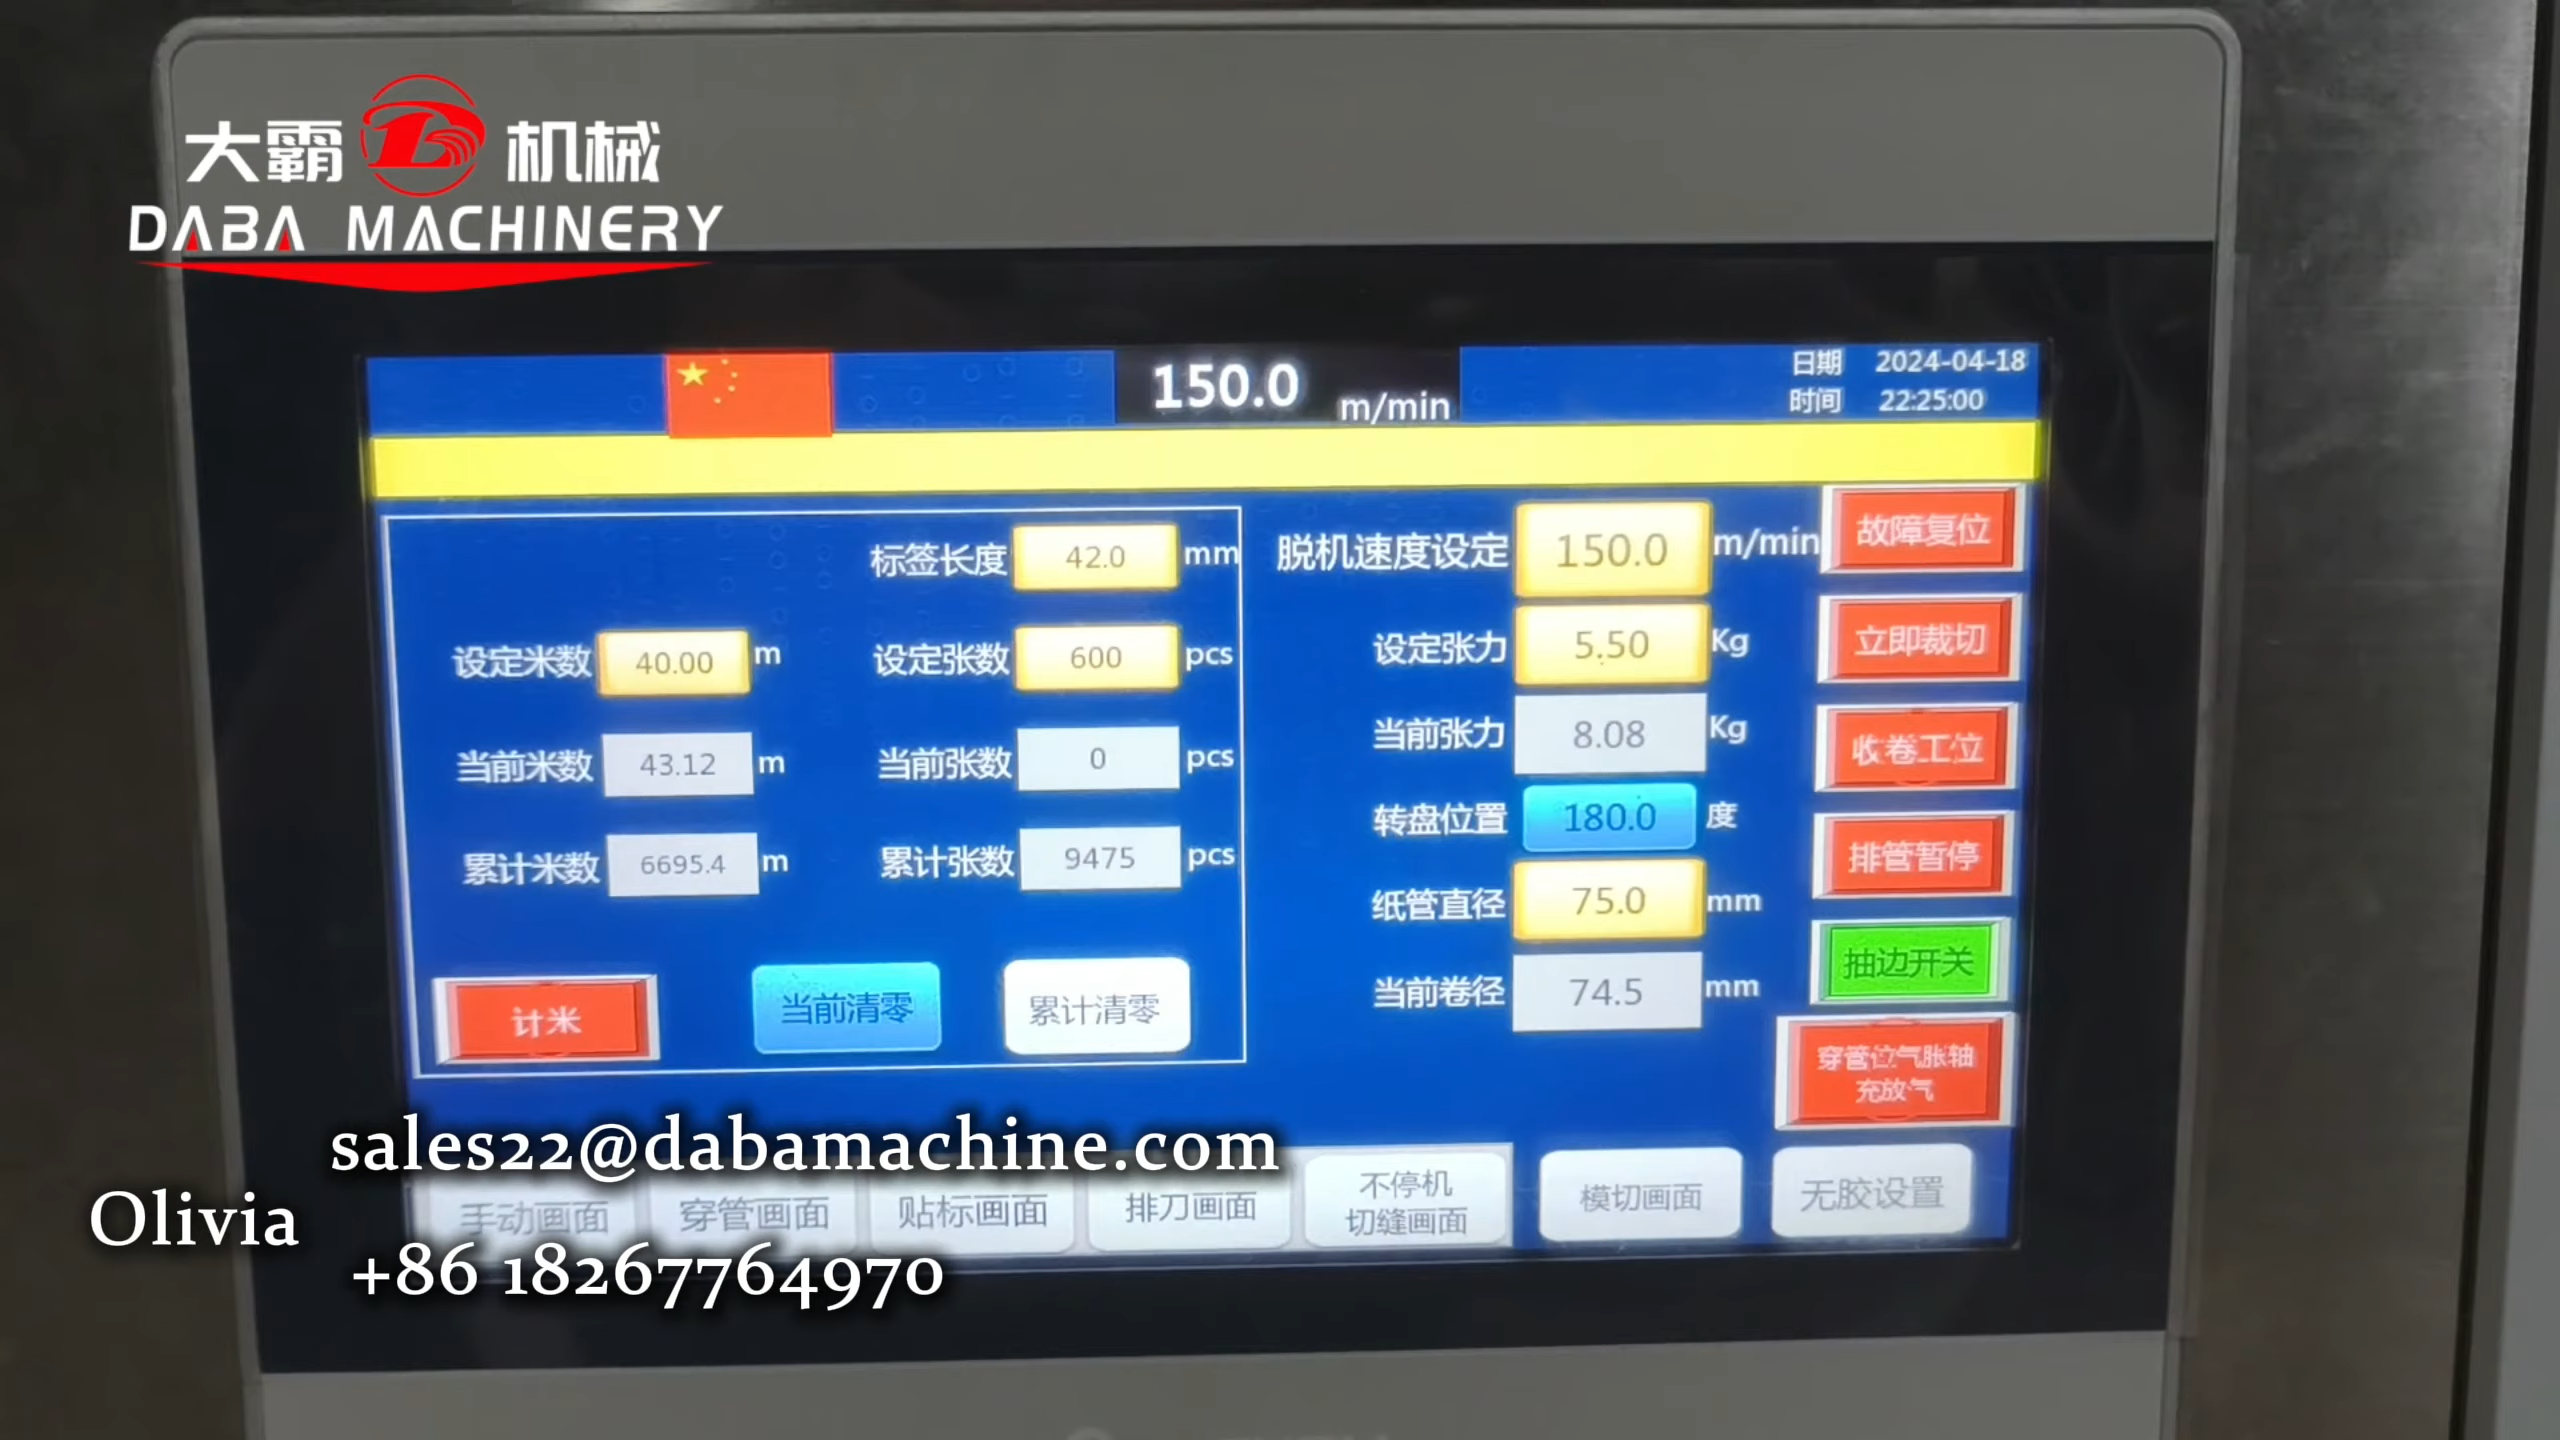 大霸 机械
DABA MACHINERY
150.0 m/min
日期 2024-04-18
时间 22:25:00
标签长度 42.0 mm
设定米数 40.00 m
设定张数 600 pcs
当前米数 43.12 m
当前张数 0 pcs
累计米数 6695.4 m
累计张数 9475 pcs
计米
当前清零
累计清零
脱机速度设定 150.0 m/min
设定张力 5.50 Kg
当前张力 8.08 Kg
转盘位置 180.0 度
纸管直径 75.0 mm
当前卷径 74.5 mm
故障复位
立即裁切
收卷工位
排管暂停
抽边开关
穿管位气胀轴
充放气
手动画面
穿管画面
贴标画面
排刀画面
不停机
切缝画面
模切画面
无胶设置
sales22@dabamachine.com
Olivia
+86 18267764970